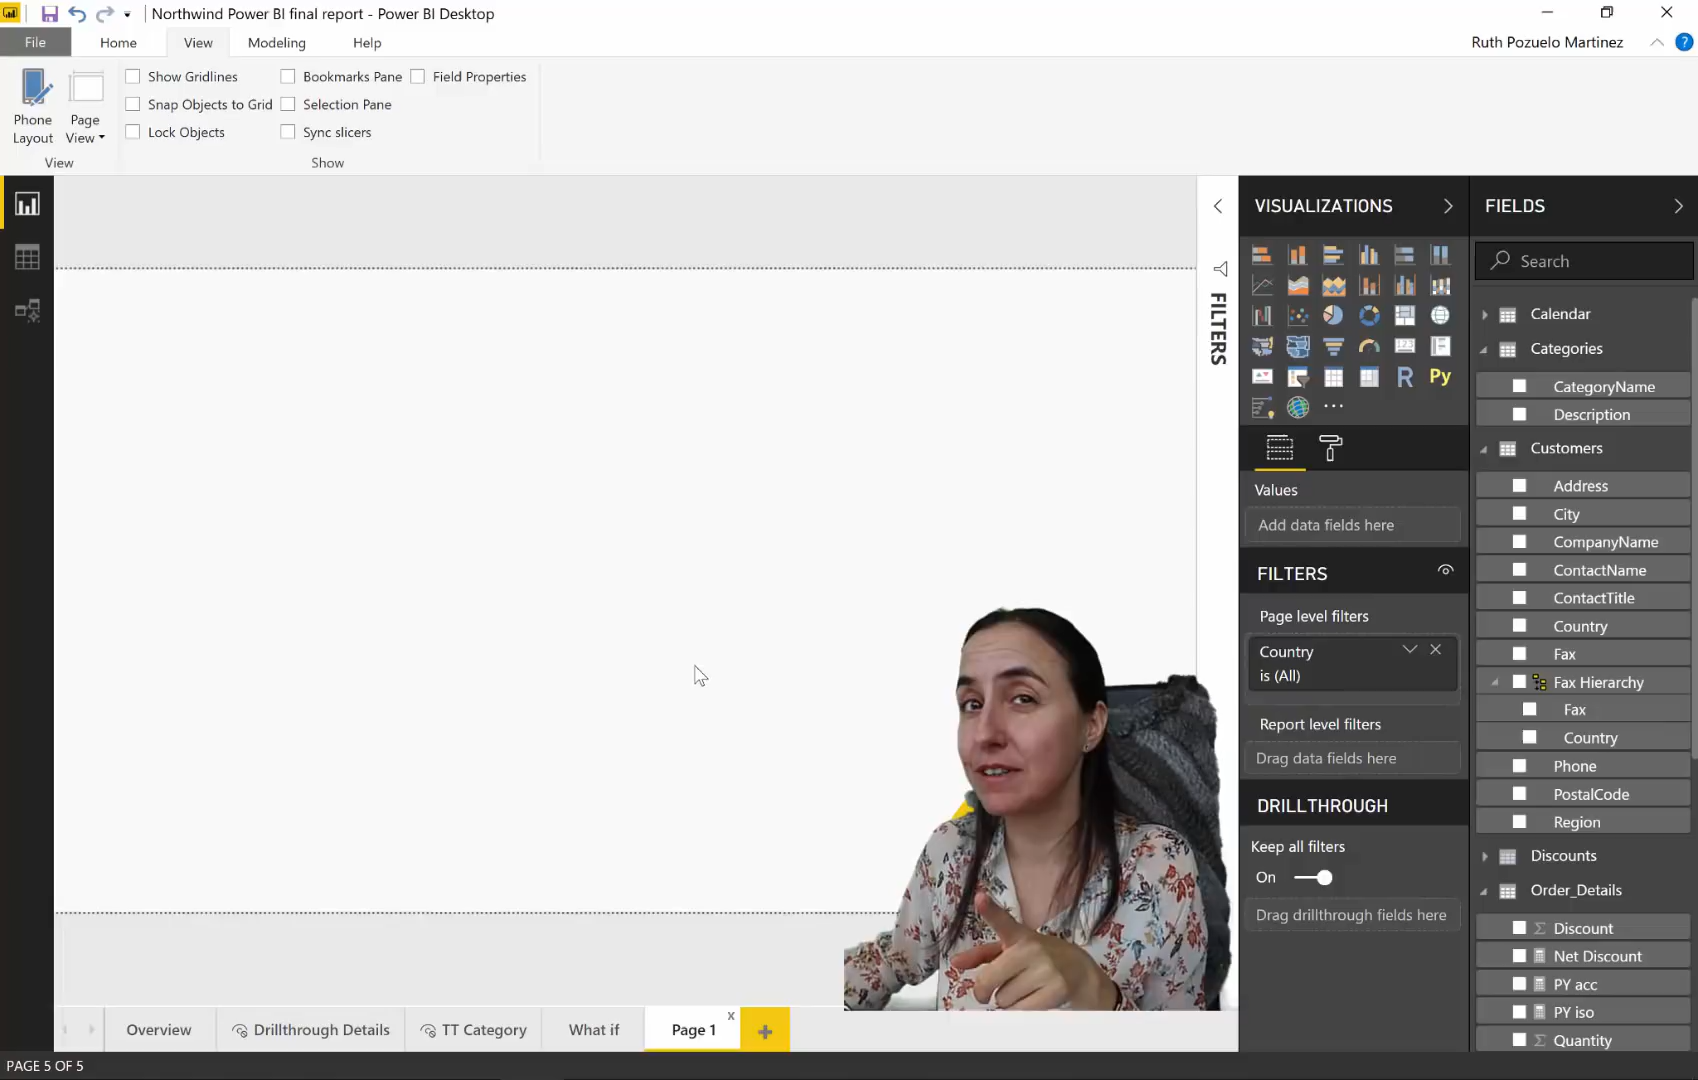 Northwind Power BI final report - Power BI Desktop
File
Home
View
Modeling
Help
Ruth Pozuelo Martinez
?
Phone
Layout
Page
View
View
Show Gridlines
Snap Objects to Grid
Lock Objects
Bookmarks Pane
Selection Pane
Sync slicers
Field Properties
Show
FILTERS
VISUALIZATIONS
123
R
Py
...
Values
Add data fields here
FILTERS
Page level filters
Country
is (All)
Report level filters
Drag data fields here
DRILLTHROUGH
Keep all filters
On
Drag drillthrough fields here
FIELDS
Search
Calendar
Categories
CategoryName
Description
Customers
Address
City
CompanyName
ContactName
ContactTitle
Country
Fax
Fax Hierarchy
Fax
Country
Phone
PostalCode
Region
Discounts
Order_Details
Σ Discount
Net Discount
PY acc
PY iso
Σ Quantity
Overview
Drillthrough Details
TT Category
What if
Page 1
x
+
PAGE 5 OF 5